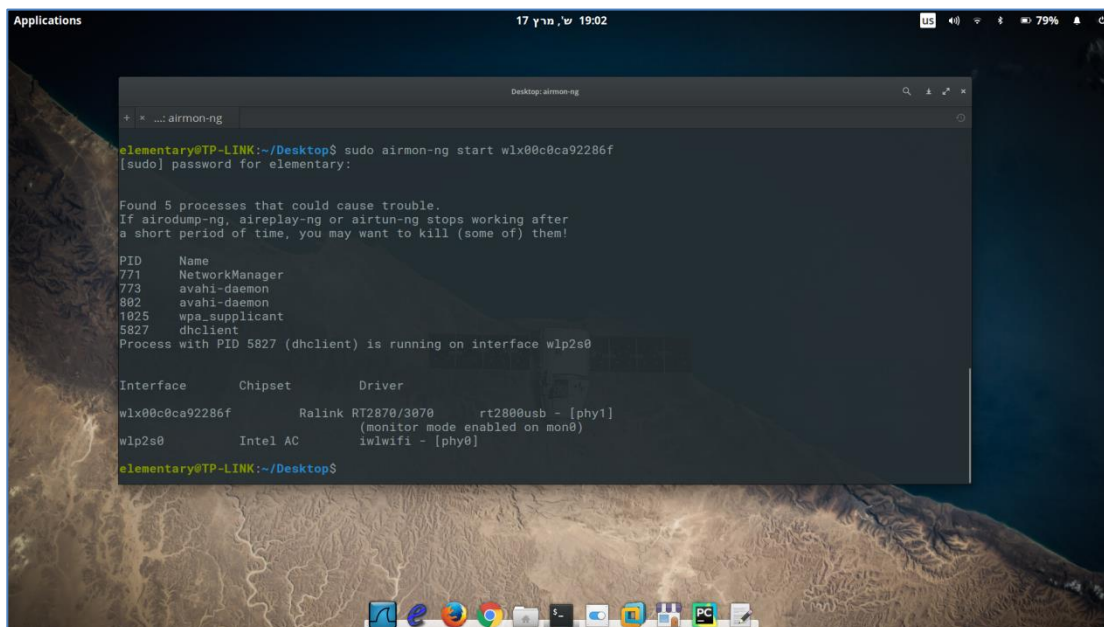 Applications
19:02 ש', מרץ 17
us
79%
Desktop: airmon-ng
...: airmon-ng
elementary@TP-LINK:~/Desktop$ sudo airmon-ng start wlx00c0ca92286f
[sudo] password for elementary:
Found 5 processes that could cause trouble.
If airodump-ng, aireplay-ng or airtun-ng stops working after
a short period of time, you may want to kill (some of) them!
PID Name
771 NetworkManager
773 avahi-daemon
802 avahi-daemon
1025 wpa_supplicant
5827 dhclient
Process with PID 5827 (dhclient) is running on interface wlp2s0
Interface Chipset Driver
wlx00c0ca92286f Ralink RT2870/3070 rt2800usb - [phy1]
(monitor mode enabled on mon0)
wlp2s0 Intel AC iwlwifi - [phy0]
elementary@TP-LINK:~/Desktop$
PC